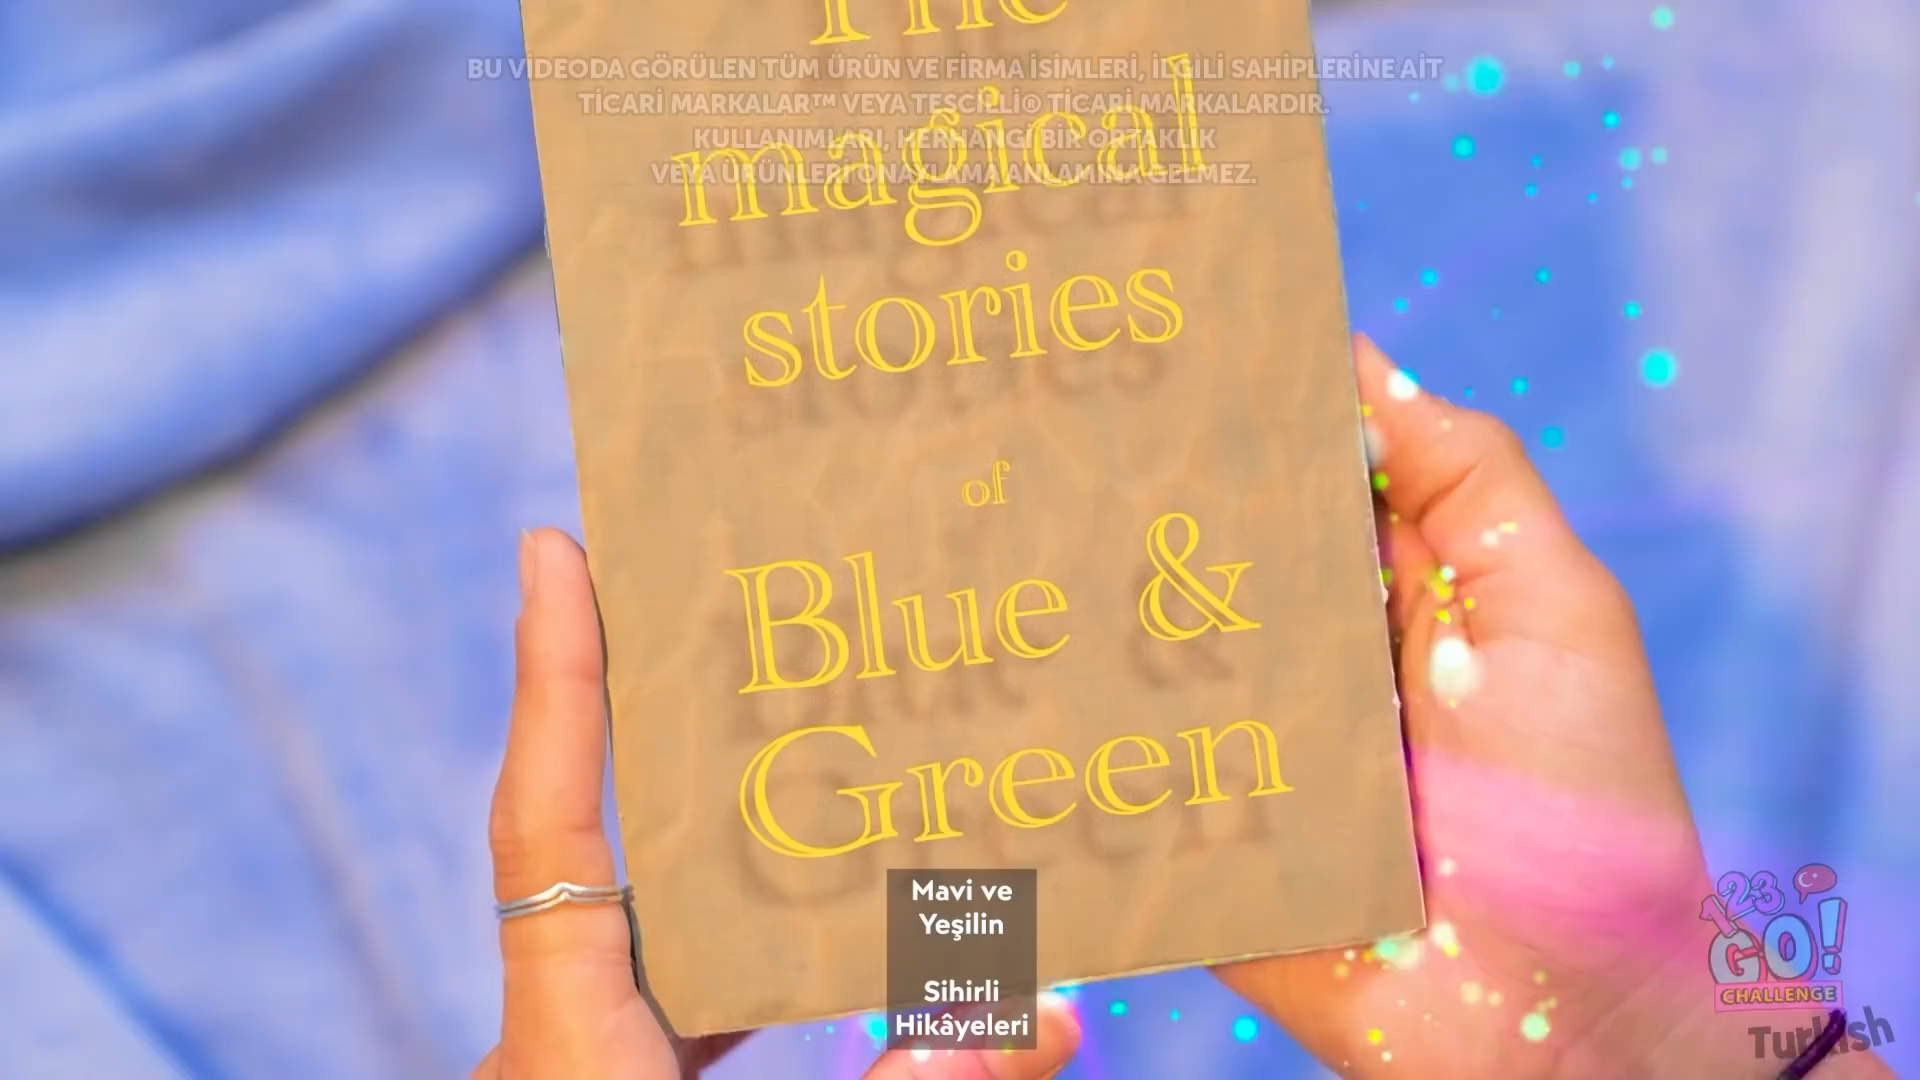 BU VİDEODA GÖRÜLEN TÜM ÜRÜN VE FİRMA İSİMLERİ, İLGİLİ SAHİPLERİNE AİT
TİCARİ MARKALAR™ VEYA TESCİLLİ® TİCARİ MARKALARDIR.
KULLANIMLARI, HERHANGİ BİR ORTAKLIK
VEYA ÜRÜNLERİ ONAYLAMA ANLAMINA GELMEZ.
The
magical
stories
of
Blue &
Green
Mavi ve
Yeşilin
Sihirli
Hikâyeleri
123
GO!
CHALLENGE
Turkish